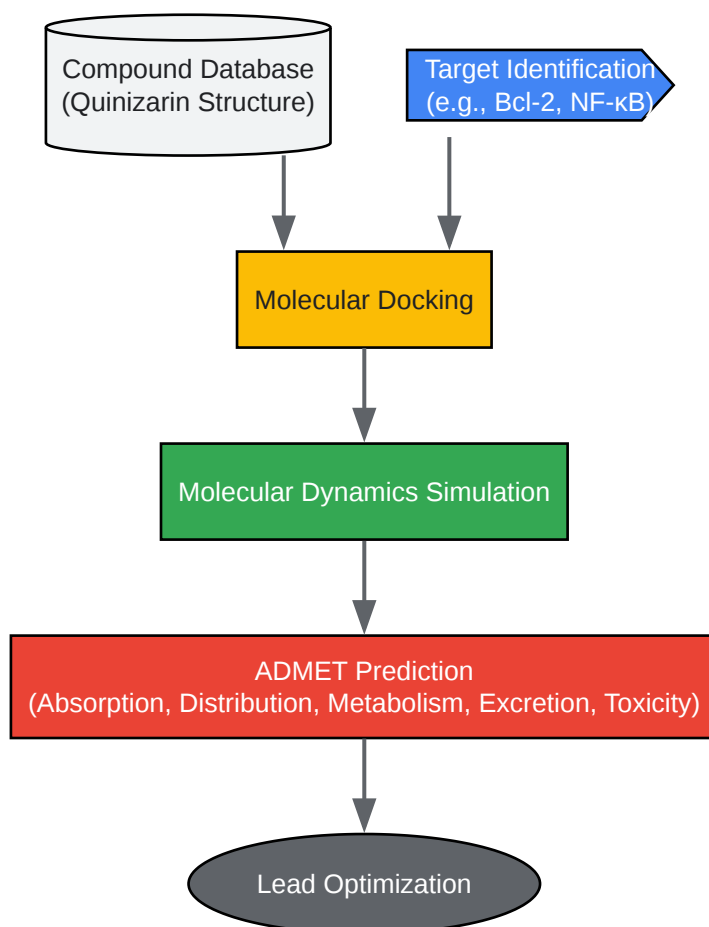 Compound Database
(Quinizarin Structure)
Target Identification
(e.g., Bcl-2, NF-κB)
Molecular Docking
Molecular Dynamics Simulation
ADMET Prediction
(Absorption, Distribution, Metabolism, Excretion, Toxicity)
Lead Optimization